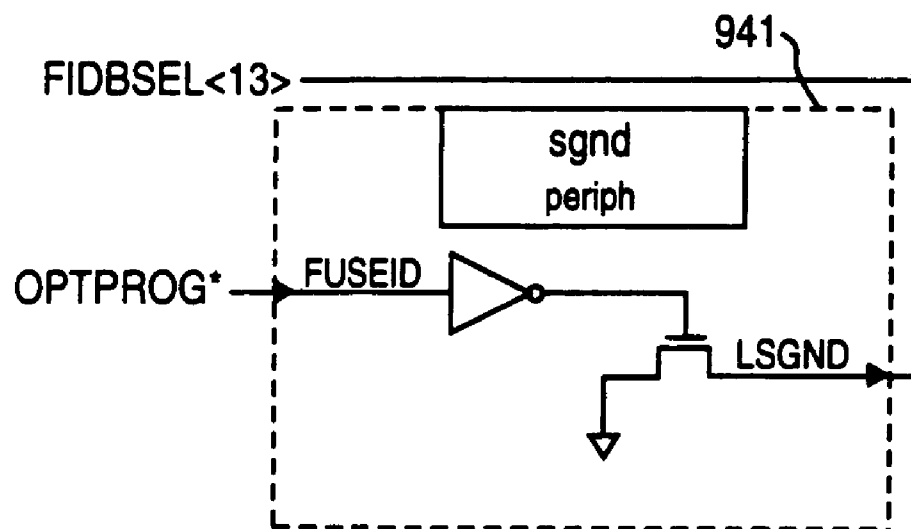 941
FIDBSEL<13>
sgnd
periph
OPTPROG*
FUSEID
LSGND